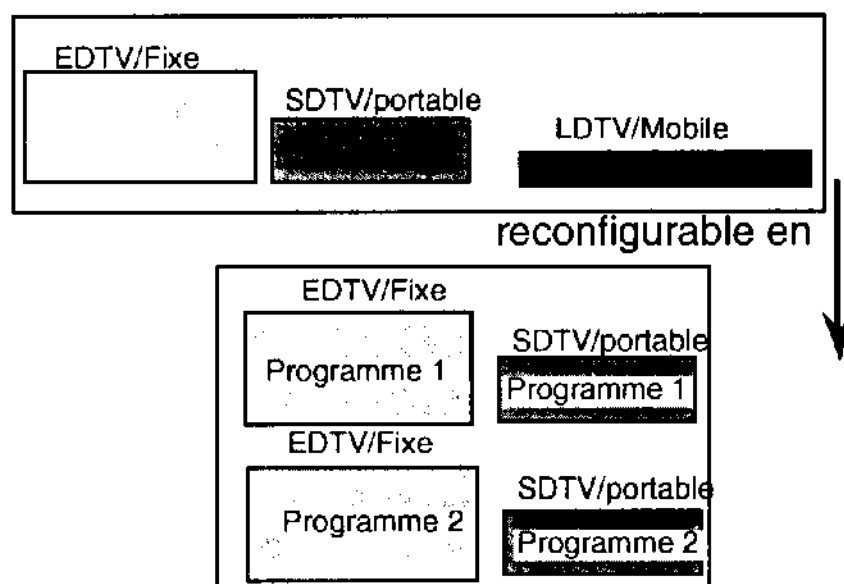 EDTV/Fixe
SDTV/portable
LDTV/Mobile
reconfigurable en
EDTV/Fixe
SDTV/portable
Programme 1
Programme 1
EDTV/Fixe
SDTV/portable
Programme 2
Programme 2